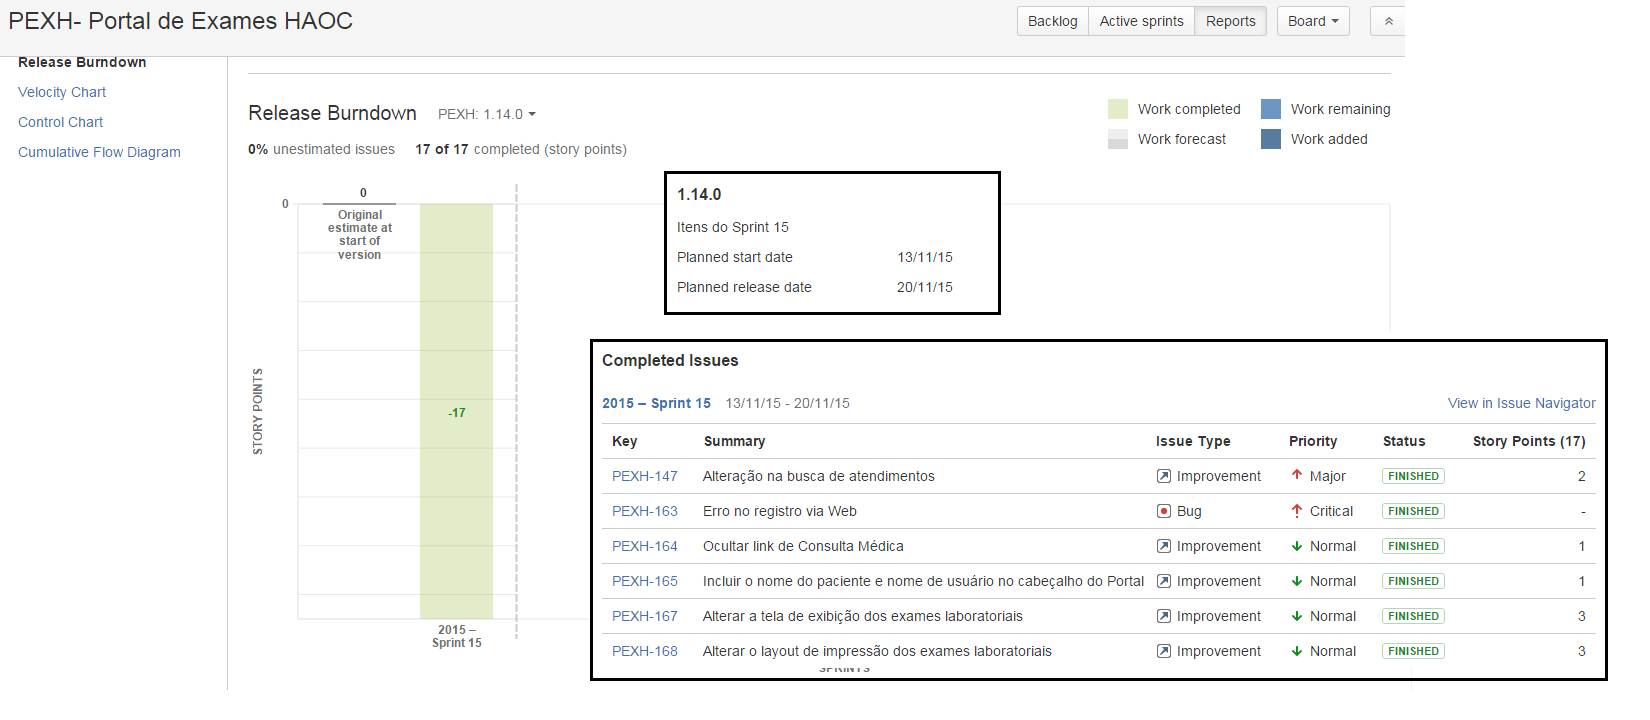 PEXH- Portal de Exames HAOC
Backlog Active sprints Reports Board
Release Burndown
Velocity Chart
Control Chart
Cumulative Flow Diagram
Release Burndown PEXH: 1.14.0
0% unestimated issues 17 of 17 completed (story points)
Work completed Work remaining
Work forecast Work added
0
0
Original
estimate at
start of
version
STORY POINTS
-17
2015 –
Sprint 15
1.14.0
Itens do Sprint 15
Planned start date 13/11/15
Planned release date 20/11/15
Completed Issues
2015 – Sprint 15 13/11/15 - 20/11/15 View in Issue Navigator
Key Summary Issue Type Priority Status Story Points (17)
PEXH-147 Alteração na busca de atendimentos Improvement Major FINISHED 2
PEXH-163 Erro no registro via Web Bug Critical FINISHED -
PEXH-164 Ocultar link de Consulta Médica Improvement Normal FINISHED 1
PEXH-165 Incluir o nome do paciente e nome de usuário no cabeçalho do Portal Improvement Normal FINISHED 1
PEXH-167 Alterar a tela de exibição dos exames laboratoriais Improvement Normal FINISHED 3
PEXH-168 Alterar o layout de impressão dos exames laboratoriais Improvement Normal FINISHED 3
SPRINTS